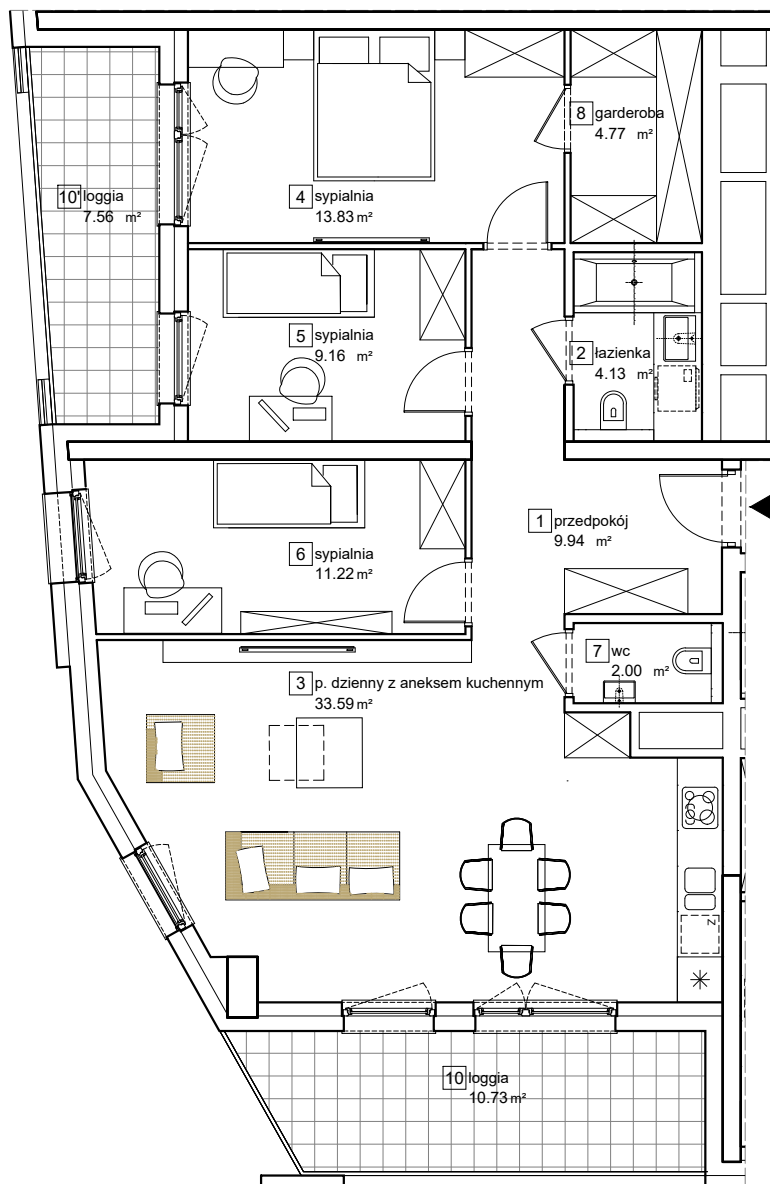 8 garderoba
4.77 m²
10' loggia
7.56 m²
4 sypialnia
13.83 m²
5 sypialnia
9.16 m²
2 łazienka
4.13 m²
1 przedpokój
9.94 m²
6 sypialnia
11.22 m²
7 wc
2.00 m²
3 p. dzienny z aneksem kuchennym
33.59 m²
Z
10 loggia
10.73 m²